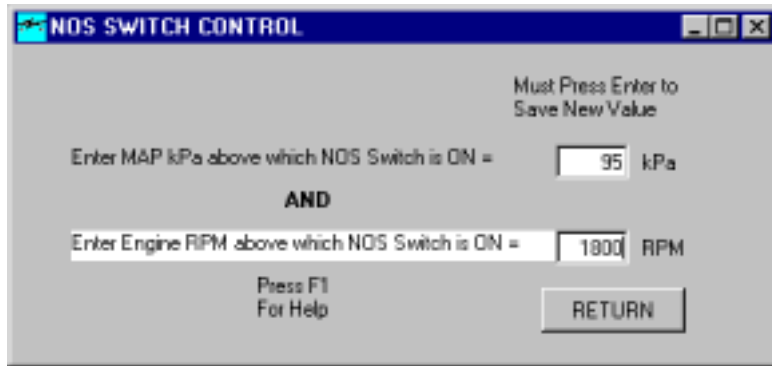 NOS SWITCH CONTROL
Must Press Enter to
Save New Value
Enter MAP kPa above which NOS Switch is ON = 95 kPa
AND
Enter Engine RPM above which NOS Switch is ON = 1800 RPM
Press F1
For Help
RETURN